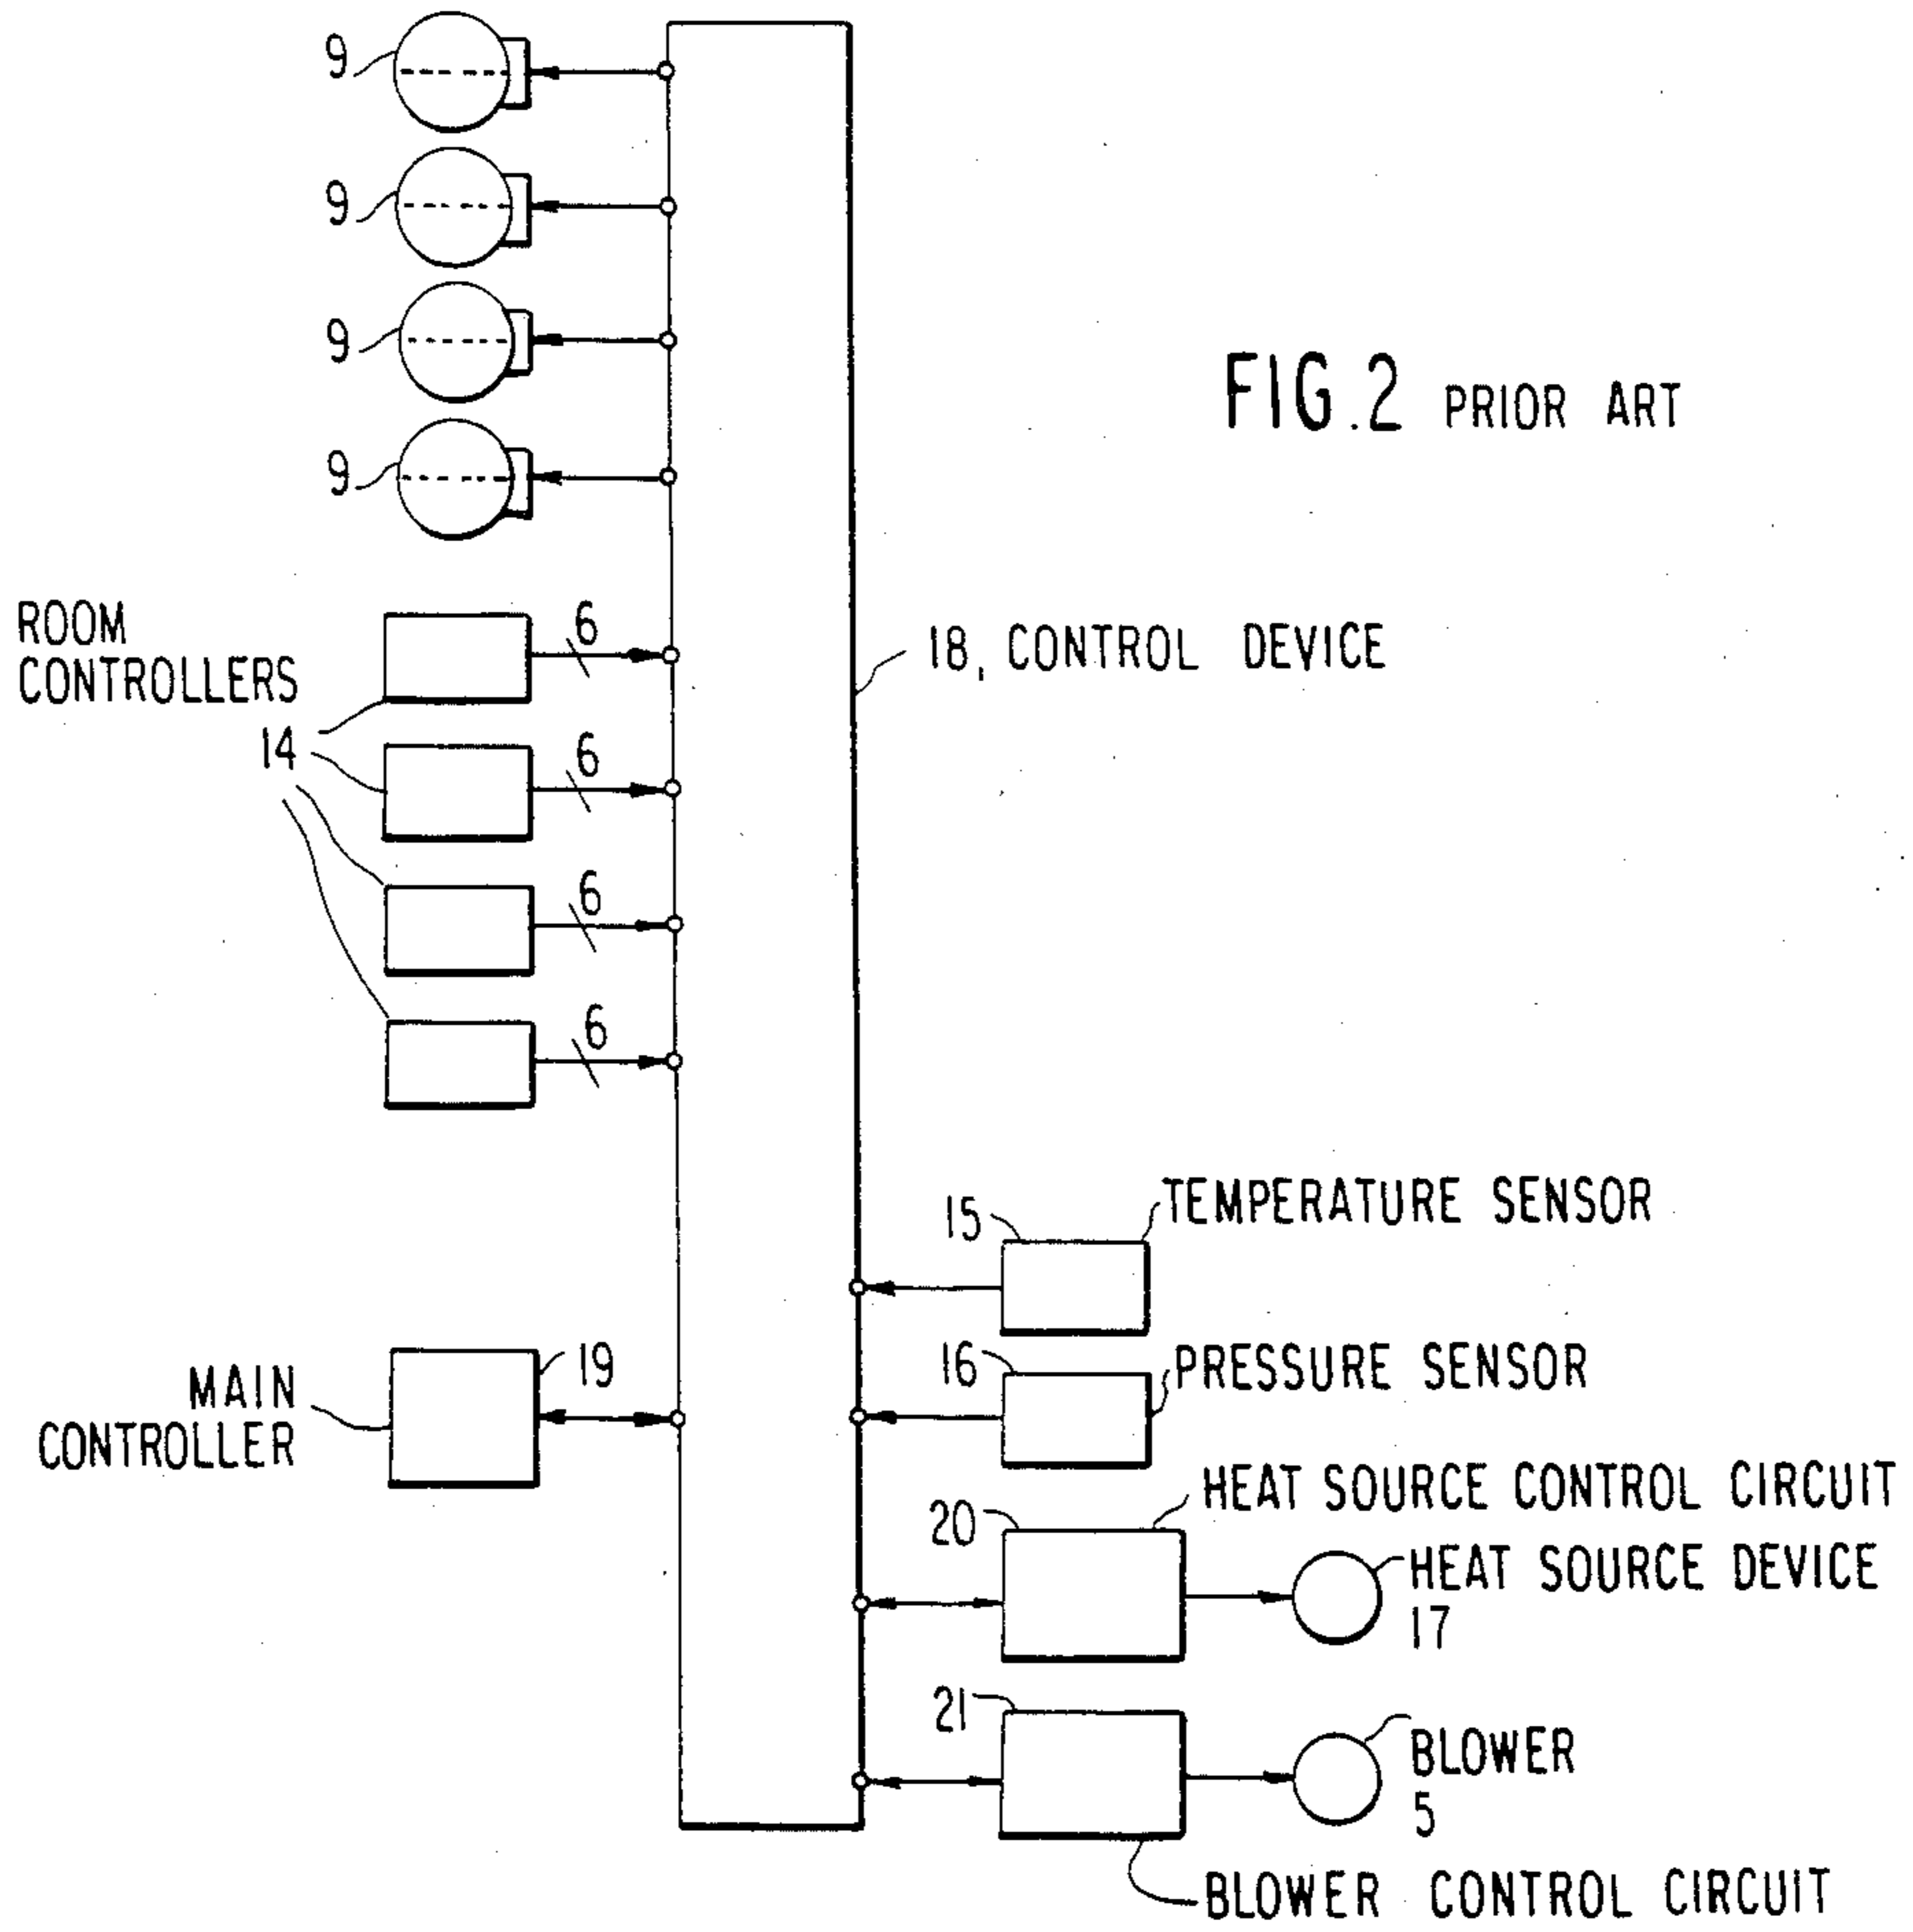 9
9
9
9
FIG.2 PRIOR ART
ROOM
CONTROLLERS
14
6
6
6
6
18, CONTROL DEVICE
15
TEMPERATURE SENSOR
16
PRESSURE SENSOR
MAIN
CONTROLLER
19
HEAT SOURCE CONTROL CIRCUIT
20
HEAT SOURCE DEVICE
17
21
BLOWER
5
BLOWER CONTROL CIRCUIT